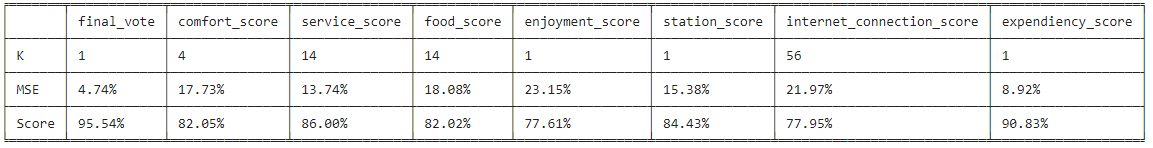 final_vote comfort_score service_score food_score enjoyment_score station_score internet_connection_score expendiency_score
K 1 4 14 14 1 1 56 1
MSE 4.74% 17.73% 13.74% 18.08% 23.15% 15.38% 21.97% 8.92%
Score 95.54% 82.05% 86.00% 82.02% 77.61% 84.43% 77.95% 90.83%